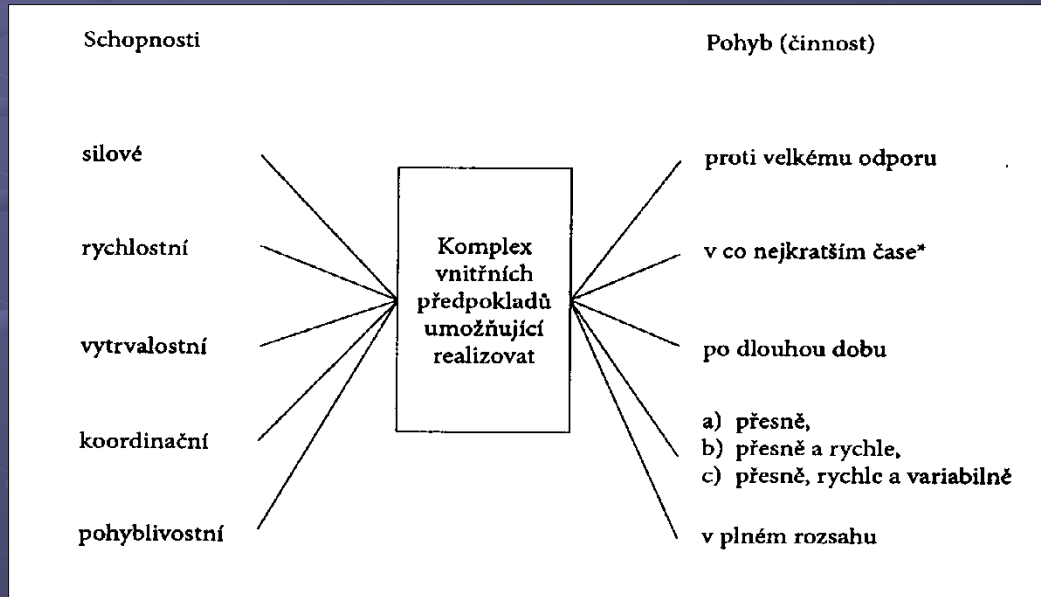 Schopnosti
Pohyb (činnost)
silové
rychlostní
vytrvalostní
koordinační
pohyblivostní
Komplex
vnitřních
předpokladů
umožňující
realizovat
proti velkému odporu
v co nejkratším čase*
po dlouhou dobu
a) přesně,
b) přesně a rychle,
c) přesně, rychle a variabilně
v plném rozsahu